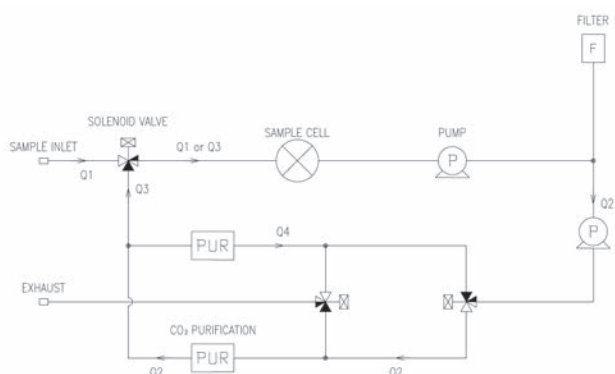 FILTER
F
SOLENOID VALVE
SAMPLE CELL
PUMP
SAMPLE INLET
Q1 or Q3
P
Q1
Q3
Q2
P
PUR
Q4
EXHAUST
CO₂ PURIFICATION
PUR
Q2
Q2